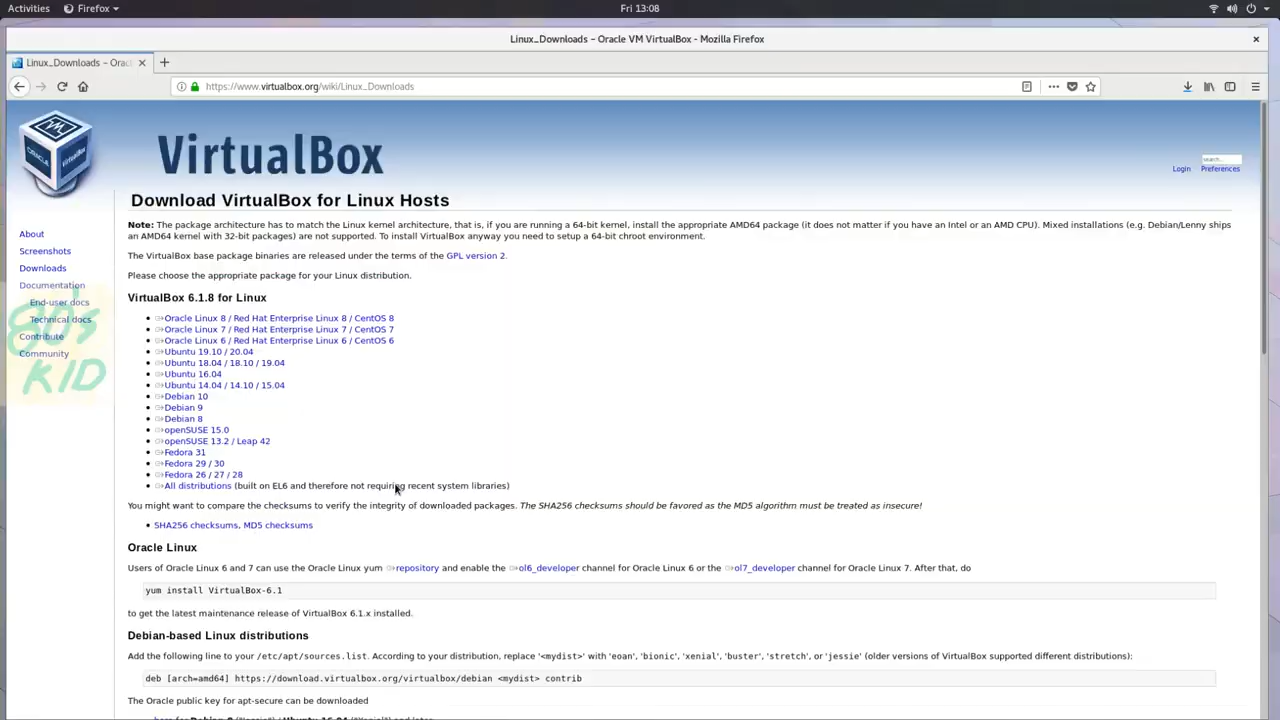 Activities Firefox Fri 13:08
Linux_Downloads – Oracle VM VirtualBox - Mozilla Firefox
Linux_Downloads – Orac
https://www.virtualbox.org/wiki/Linux_Downloads
ORACLE VM VirtualBox
VirtualBox
search...
Login Preferences
About
Screenshots
Downloads
Documentation
End-user docs
Technical docs
Contribute
Community
80's
KID
Download VirtualBox for Linux Hosts
Note: The package architecture has to match the Linux kernel architecture, that is, if you are running a 64-bit kernel, install the appropriate AMD64 package (it does not matter if you have an Intel or an AMD CPU). Mixed installations (e.g. Debian/Lenny ships
an AMD64 kernel with 32-bit packages) are not supported. To install VirtualBox anyway you need to setup a 64-bit chroot environment.
The VirtualBox base package binaries are released under the terms of the GPL version 2.
Please choose the appropriate package for your Linux distribution.
VirtualBox 6.1.8 for Linux
Oracle Linux 8 / Red Hat Enterprise Linux 8 / CentOS 8
Oracle Linux 7 / Red Hat Enterprise Linux 7 / CentOS 7
Oracle Linux 6 / Red Hat Enterprise Linux 6 / CentOS 6
Ubuntu 19.10 / 20.04
Ubuntu 18.04 / 18.10 / 19.04
Ubuntu 16.04
Ubuntu 14.04 / 14.10 / 15.04
Debian 10
Debian 9
Debian 8
openSUSE 15.0
openSUSE 13.2 / Leap 42
Fedora 31
Fedora 29 / 30
Fedora 26 / 27 / 28
All distributions (built on EL6 and therefore not requiring recent system libraries)
You might want to compare the checksums to verify the integrity of downloaded packages. The SHA256 checksums should be favored as the MD5 algorithm must be treated as insecure!
SHA256 checksums, MD5 checksums
Oracle Linux
Users of Oracle Linux 6 and 7 can use the Oracle Linux yum repository and enable the ol6_developer channel for Oracle Linux 6 or the ol7_developer channel for Oracle Linux 7. After that, do
yum install VirtualBox-6.1
to get the latest maintenance release of VirtualBox 6.1.x installed.
Debian-based Linux distributions
Add the following line to your /etc/apt/sources.list. According to your distribution, replace '<mydist>' with 'eoan', 'bionic', 'xenial', 'buster', 'stretch', or 'jessie' (older versions of VirtualBox supported different distributions):
deb [arch=amd64] https://download.virtualbox.org/virtualbox/debian <mydist> contrib
The Oracle public key for apt-secure can be downloaded